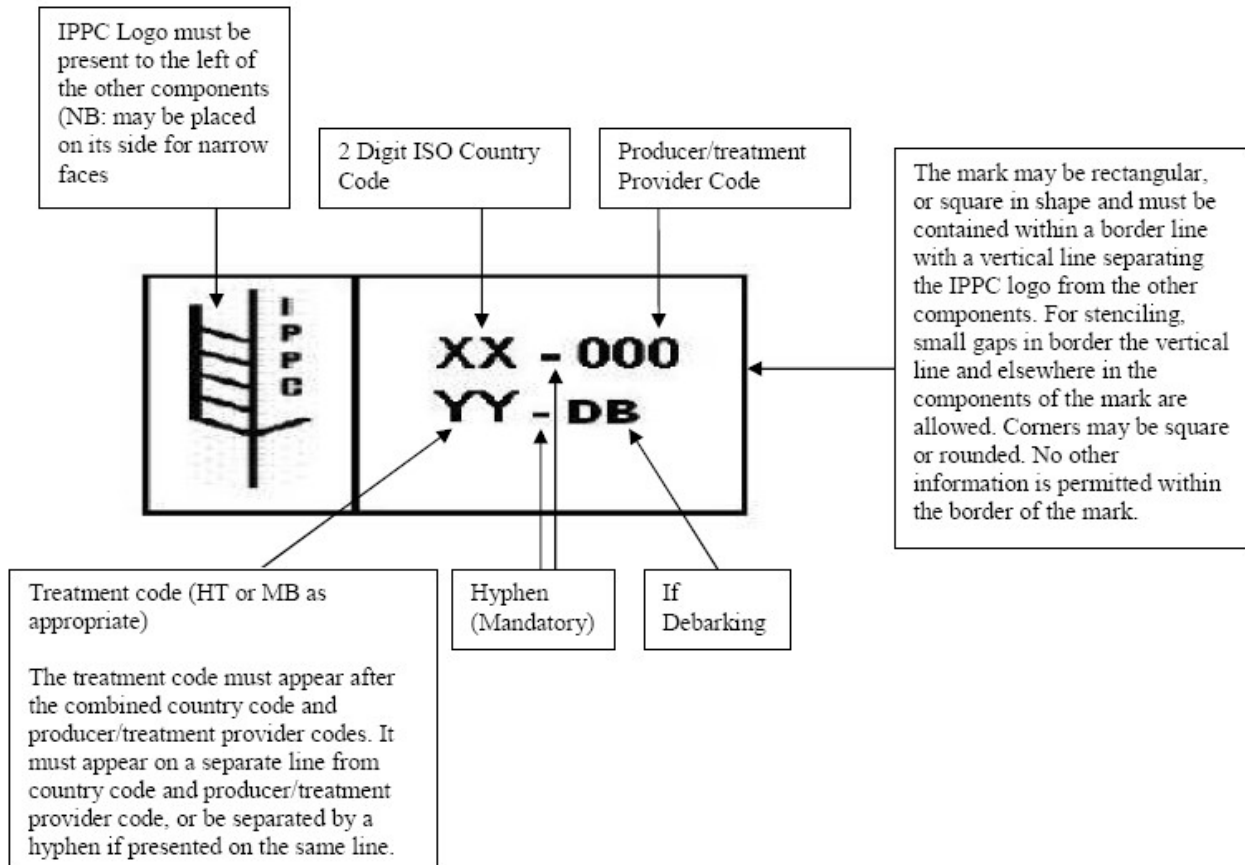 IPPC Logo must be
present to the left of
the other components
(NB: may be placed
on its side for narrow
faces
2 Digit ISO Country
Code
Producer/treatment
Provider Code
The mark may be rectangular,
or square in shape and must be
contained within a border line
with a vertical line separating
the IPPC logo from the other
components. For stenciling,
small gaps in border the vertical
line and elsewhere in the
components of the mark are
allowed. Corners may be square
or rounded. No other
information is permitted within
the border of the mark.
I
P
P
C
XX - 000
YY - DB
Treatment code (HT or MB as
appropriate)
The treatment code must appear after
the combined country code and
producer/treatment provider codes. It
must appear on a separate line from
country code and producer/treatment
provider code, or be separated by a
hyphen if presented on the same line.
Hyphen
(Mandatory)
If
Debarking